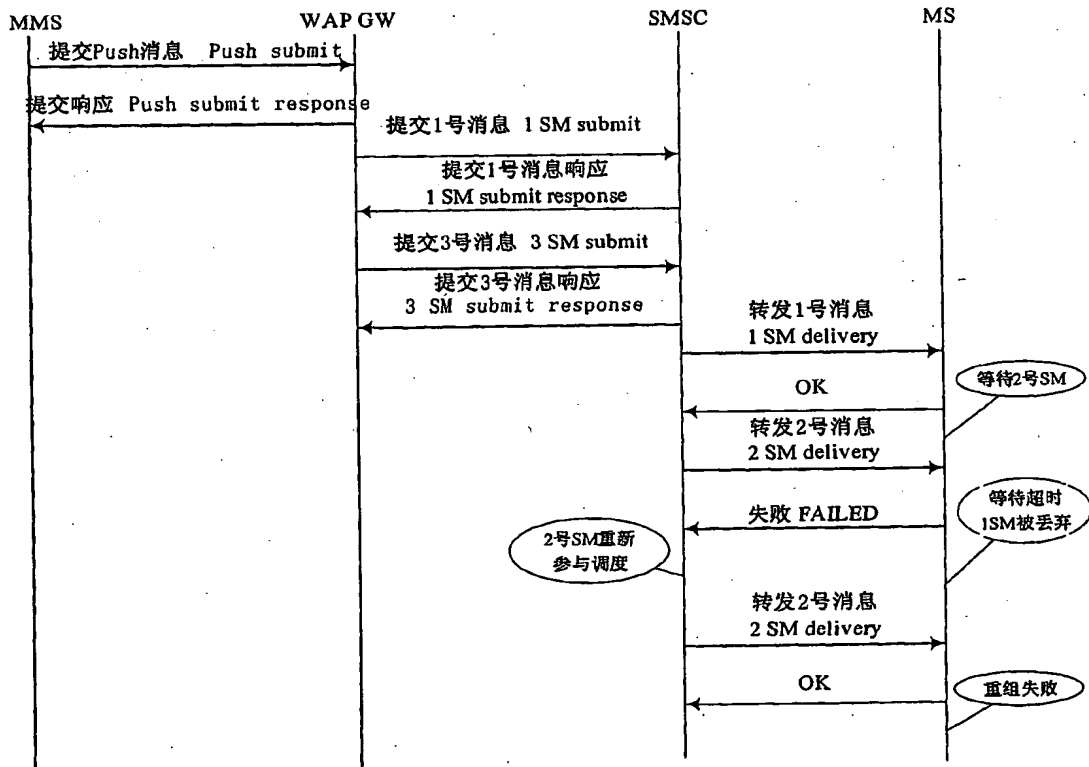 MMS WAP GW SMSC MS
提交Push消息 Push submit
提交响应 Push submit response
提交1号消息 1 SM submit
提交1号消息响应
1 SM submit response
提交3号消息 3 SM submit
提交3号消息响应
3 SM submit response
转发1号消息
1 SM delivery
等待2号SM
OK
转发2号消息
2 SM delivery
等待超时
1SM被丢弃
失败 FAILED
2号SM重新
参与调度
转发2号消息
2 SM delivery
OK
重组失败